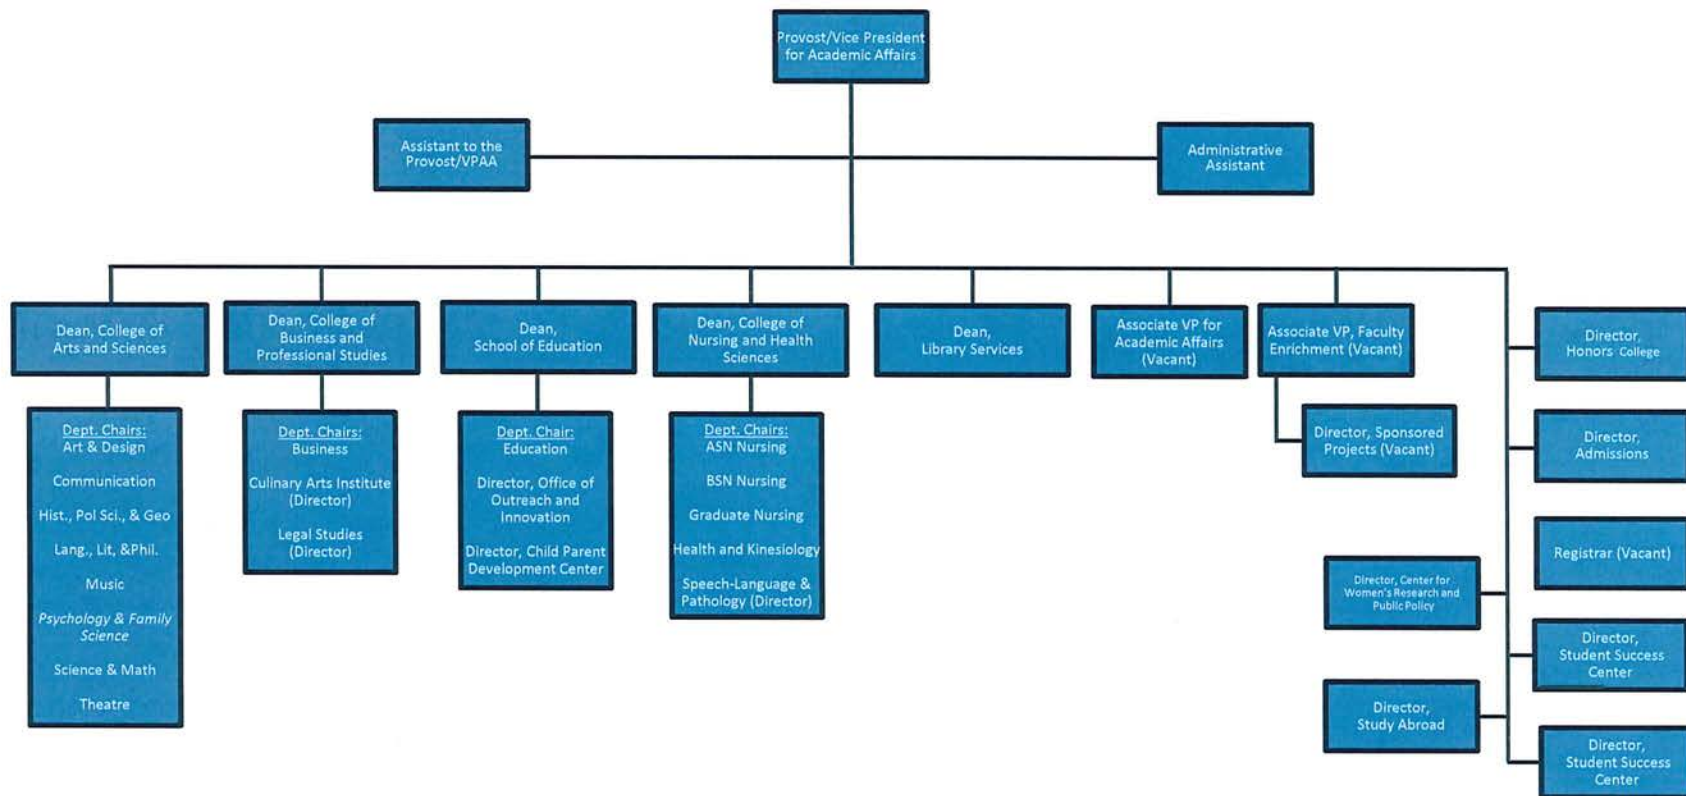 Provost/Vice President
for Academic Affairs
Assistant to the
Provost/VPAA
Administrative
Assistant
Dean, College of
Arts and Sciences
Dean, College of
Business and
Professional Studies
Dean,
School of Education
Dean, College of
Nursing and Health
Sciences
Dean,
Library Services
Associate VP for
Academic Affairs
(Vacant)
Associate VP, Faculty
Enrichment (Vacant)
Dept. Chairs:
Art & Design
Communication
Hist., Pol Sci., & Geo
Lang., Lit, &Phil.
Music
Psychology & Family
Science
Science & Math
Theatre
Dept. Chairs:
Business
Culinary Arts Institute
(Director)
Legal Studies
(Director)
Dept. Chair:
Education
Director, Office of
Outreach and
Innovation
Director, Child Parent
Development Center
Dept. Chairs:
ASN Nursing
BSN Nursing
Graduate Nursing
Health and Kinesiology
Speech-Language &
Pathology (Director)
Director, Sponsored
Projects (Vacant)
Director,
Honors College
Director,
Admissions
Registrar (Vacant)
Director, Center for
Women's Research and
Public Policy
Director,
Student Success
Center
Director,
Study Abroad
Director,
Student Success
Center